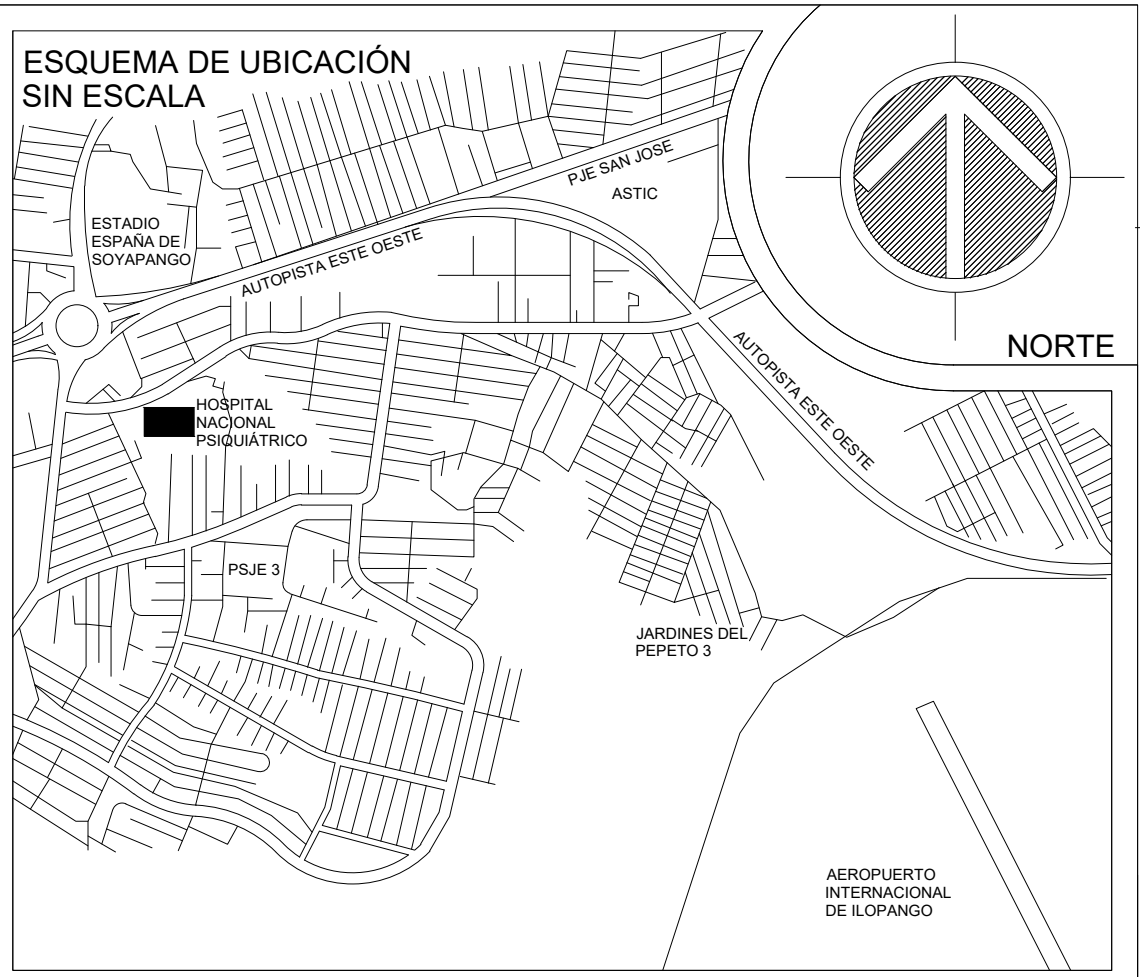 ESQUEMA DE UBICACIÓN
SIN ESCALA
PJE SAN JOSE
ASTIC
ESTADIO
ESPAÑA DE
SOYAPANGO
AUTOPISTA ESTE OESTE
NORTE
AUTOPISTA ESTE OESTE
HOSPITAL
NACIONAL
PSIQUIÁTRICO
PSJE 3
JARDINES DEL
PEPETO 3
AEROPUERTO
INTERNACIONAL
DE ILOPANGO